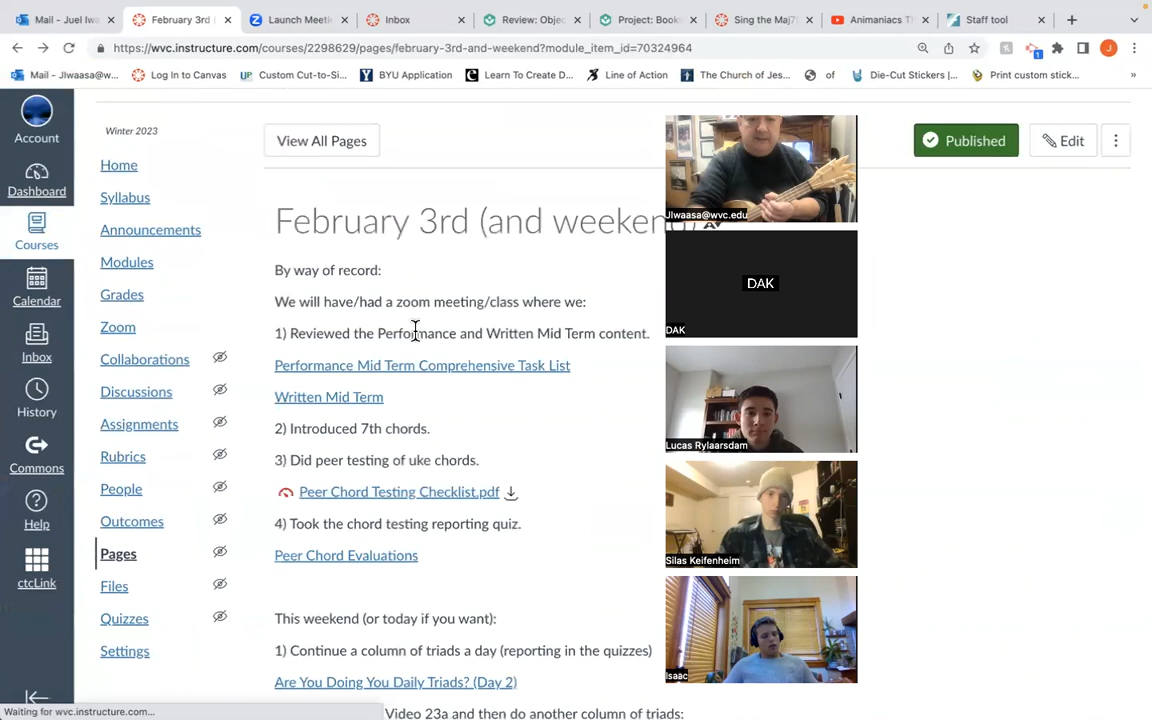 Mail - Juel Iwaas
February 3rd (
Launch Meeti
Inbox
Review: Objec
Project: Book
Sing the Maj7
Animaniacs Th
Staff tool
https://wvc.instructure.com/courses/2298629/pages/february-3rd-and-weekend?module_item_id=70324964
Mail - Jlwaasa@w...
Log In to Canvas
Custom Cut-to-Si...
BYU Application
Learn To Create D...
Line of Action
The Church of Jes...
of
Die-Cut Stickers |...
Print custom stick...
Account
Dashboard
Courses
Calendar
Inbox
History
Commons
Help
ctcLink
Winter 2023
Home
Syllabus
Announcements
Modules
Grades
Zoom
Collaborations
Discussions
Assignments
Rubrics
People
Outcomes
Pages
Files
Quizzes
Settings
View All Pages
Published
Edit
February 3rd (and weekend)
By way of record:
We will have/had a zoom meeting/class where we:
1) Reviewed the Performance and Written Mid Term content.
Performance Mid Term Comprehensive Task List
Written Mid Term
2) Introduced 7th chords.
3) Did peer testing of uke chords.
Peer Chord Testing Checklist.pdf
4) Took the chord testing reporting quiz.
Peer Chord Evaluations
This weekend (or today if you want):
1) Continue a column of triads a day (reporting in the quizzes)
Are You Doing You Daily Triads? (Day 2)
Video 23a and then do another column of triads:
Jlwaasa@wvc.edu
DAK
DAK
Lucas Rylaarsdam
Silas Keifenheim
Isaac
Waiting for wvc.instructure.com...